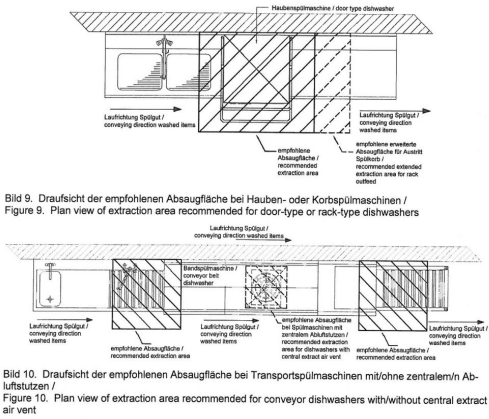 Haubenspülmaschine / door type dishwasher
Laufrichtung Spülgut /
conveying direction
washed items
Laufrichtung Spülgut /
conveying direction
washed items
empfohlene
Absaugfläche /
recommended
extraction area
empfohlene erweiterte
Absaugfläche für Austritt
Spülkorb /
recommended extended
extraction area for rack
outfeed
Bild 9. Draufsicht der empfohlenen Absaugfläche bei Hauben- oder Korbspülmaschinen /
Figure 9. Plan view of extraction area recommended for door-type or rack-type dishwashers
Laufrichtung Spülgut /
conveying direction washed items
Bandspülmaschine /
conveyor belt
dishwasher
Laufrichtung Spülgut /
conveying direction
washed items
empfohlene Absaugfläche /
recommended extraction area
Laufrichtung Spülgut /
conveying direction
washed items
empfohlene Absaugfläche
bei Spülmaschinen mit
zentralem Abluftstutzen /
recommended extraction
area for dishwashers with
central extract air vent
empfohlene Absaugfläche /
recommended extraction area
Laufrichtung Spülgut /
conveying direction
washed items
Bild 10. Draufsicht der empfohlenen Absaugfläche bei Transportspülmaschinen mit/ohne zentralem/n Ab-
luftstutzen /
Figure 10. Plan view of extraction area recommended for conveyor dishwashers with/without central extract
air vent